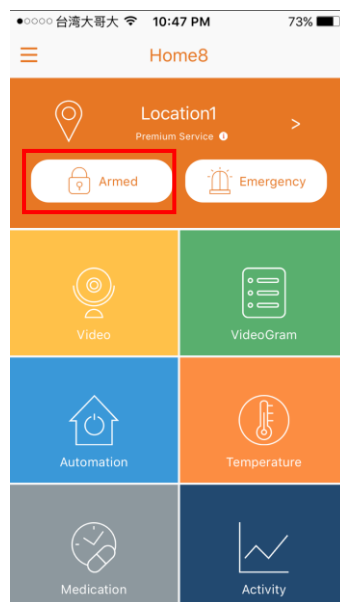 台湾大哥大 10:47 PM 73%
Home8
Location1
Premium Service
Armed Emergency
Video VideoGram
Automation Temperature
Medication Activity